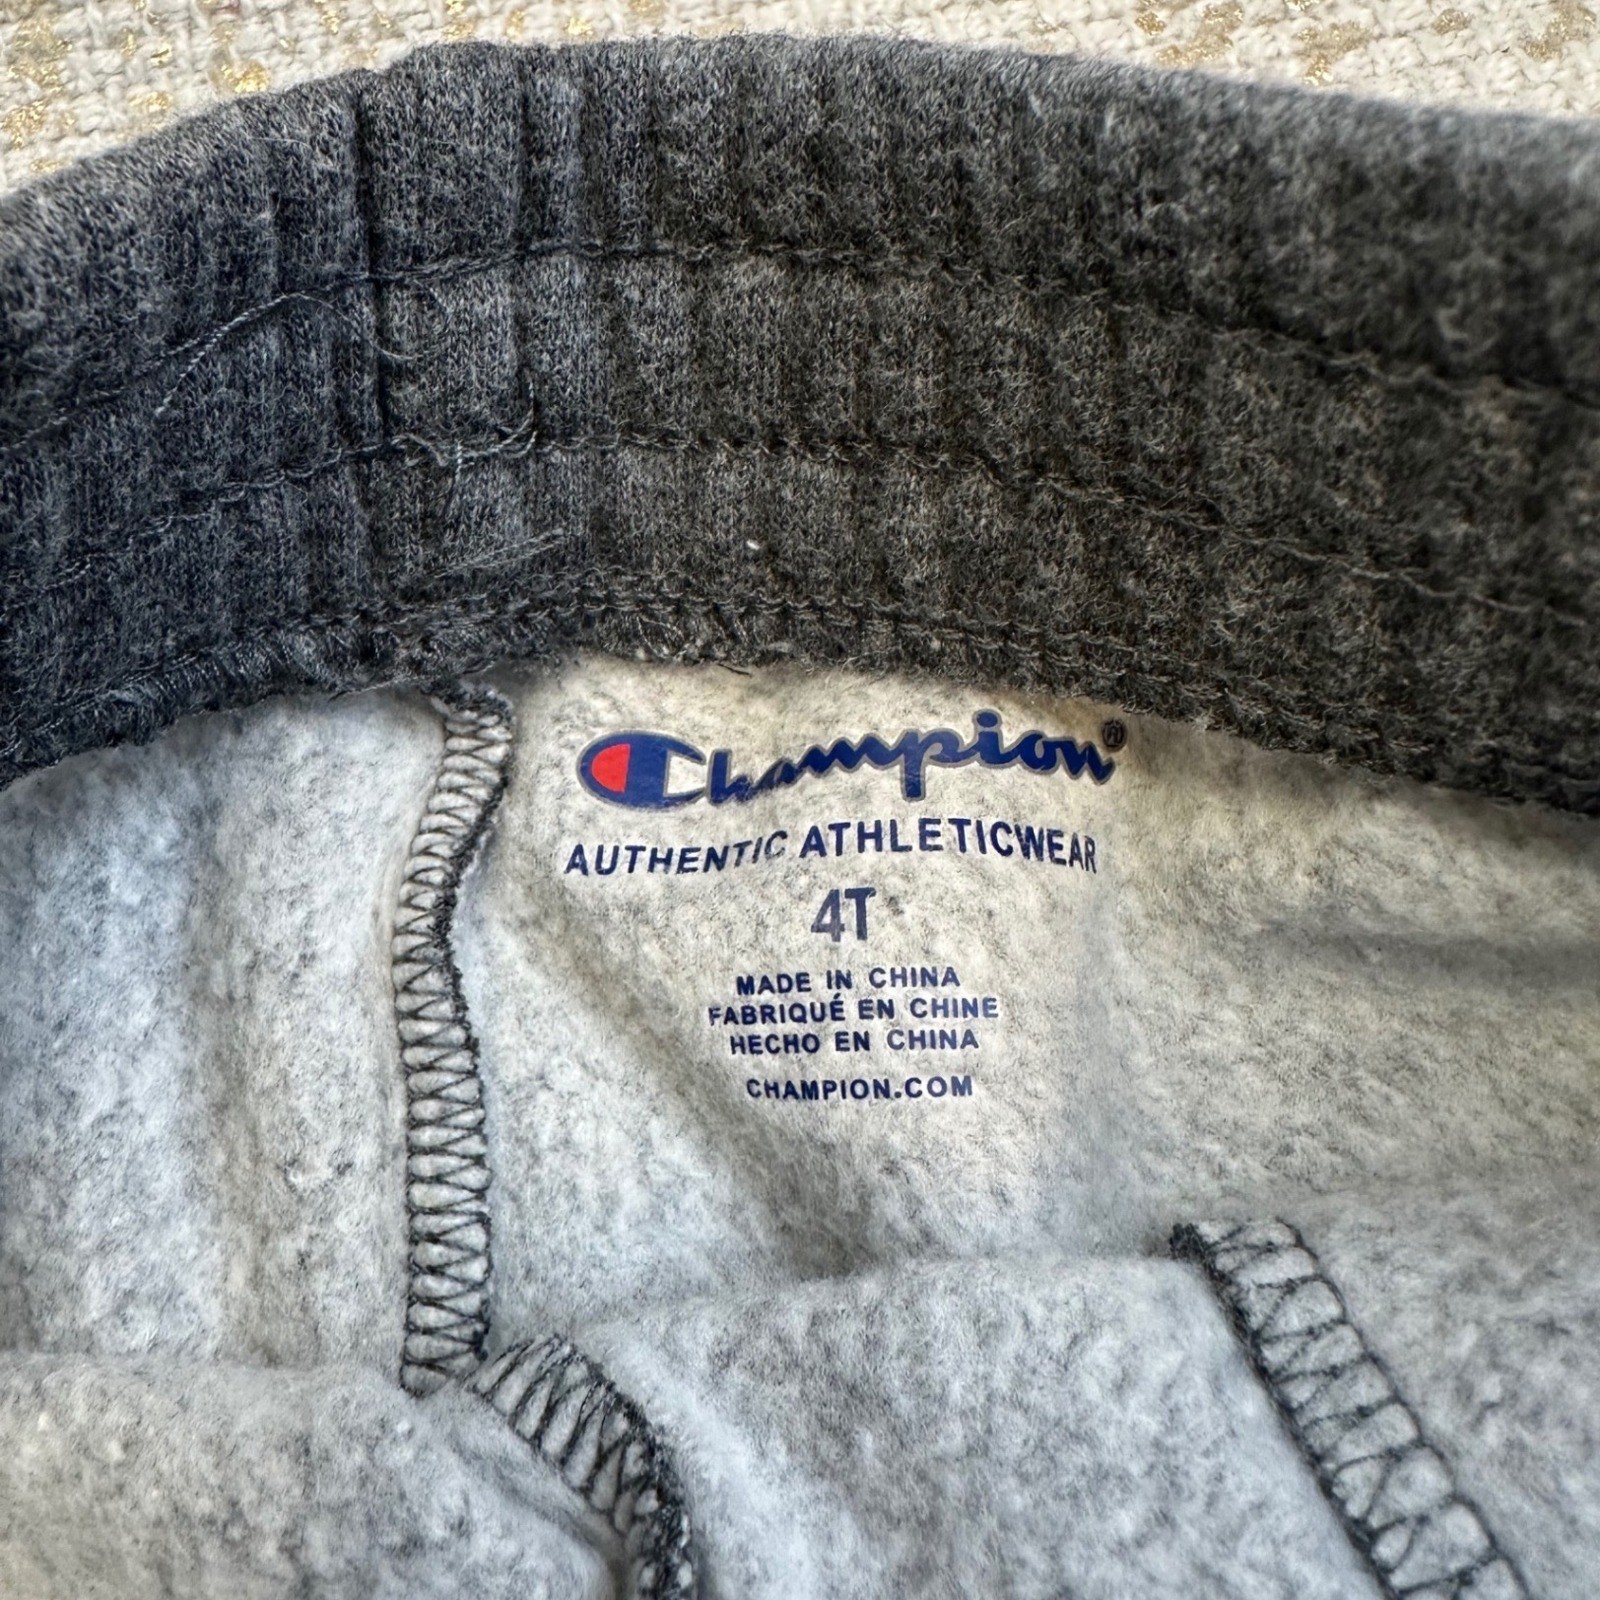 Champion®
AUTHENTIC ATHLETICWEAR
4T
MADE IN CHINA
FABRIQUÉ EN CHINE
HECHO EN CHINA
CHAMPION.COM